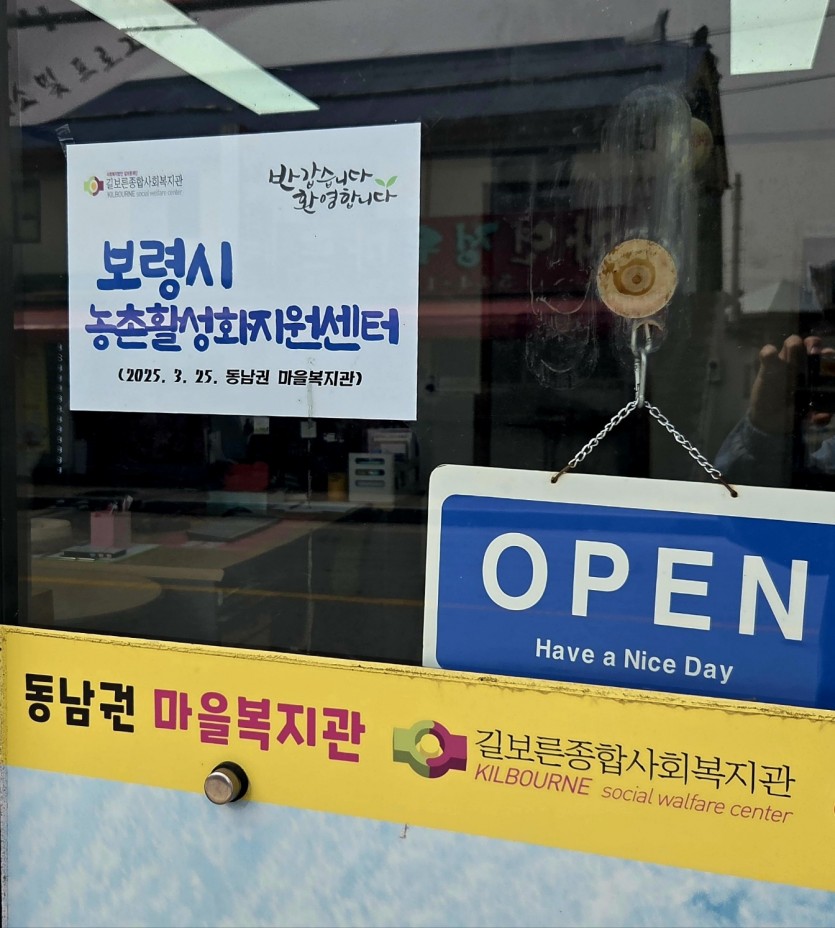 길보른종합사회복지관
KILBOURNE social welfare center
반갑습니다
환영합니다
보령시
농촌활성화지원센터
(2025. 3. 25. 동남권 마을복지관)
OPEN
Have a Nice Day
동남권 마을복지관
길보른종합사회복지관
KILBOURNE social walfare center